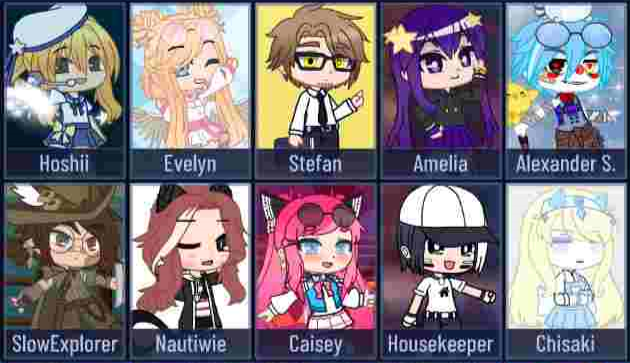 Hoshii
Evelyn
Stefan
Amelia
Alexander S.
SlowExplorer
Nautiwie
Caisey
Housekeeper
Chisaki